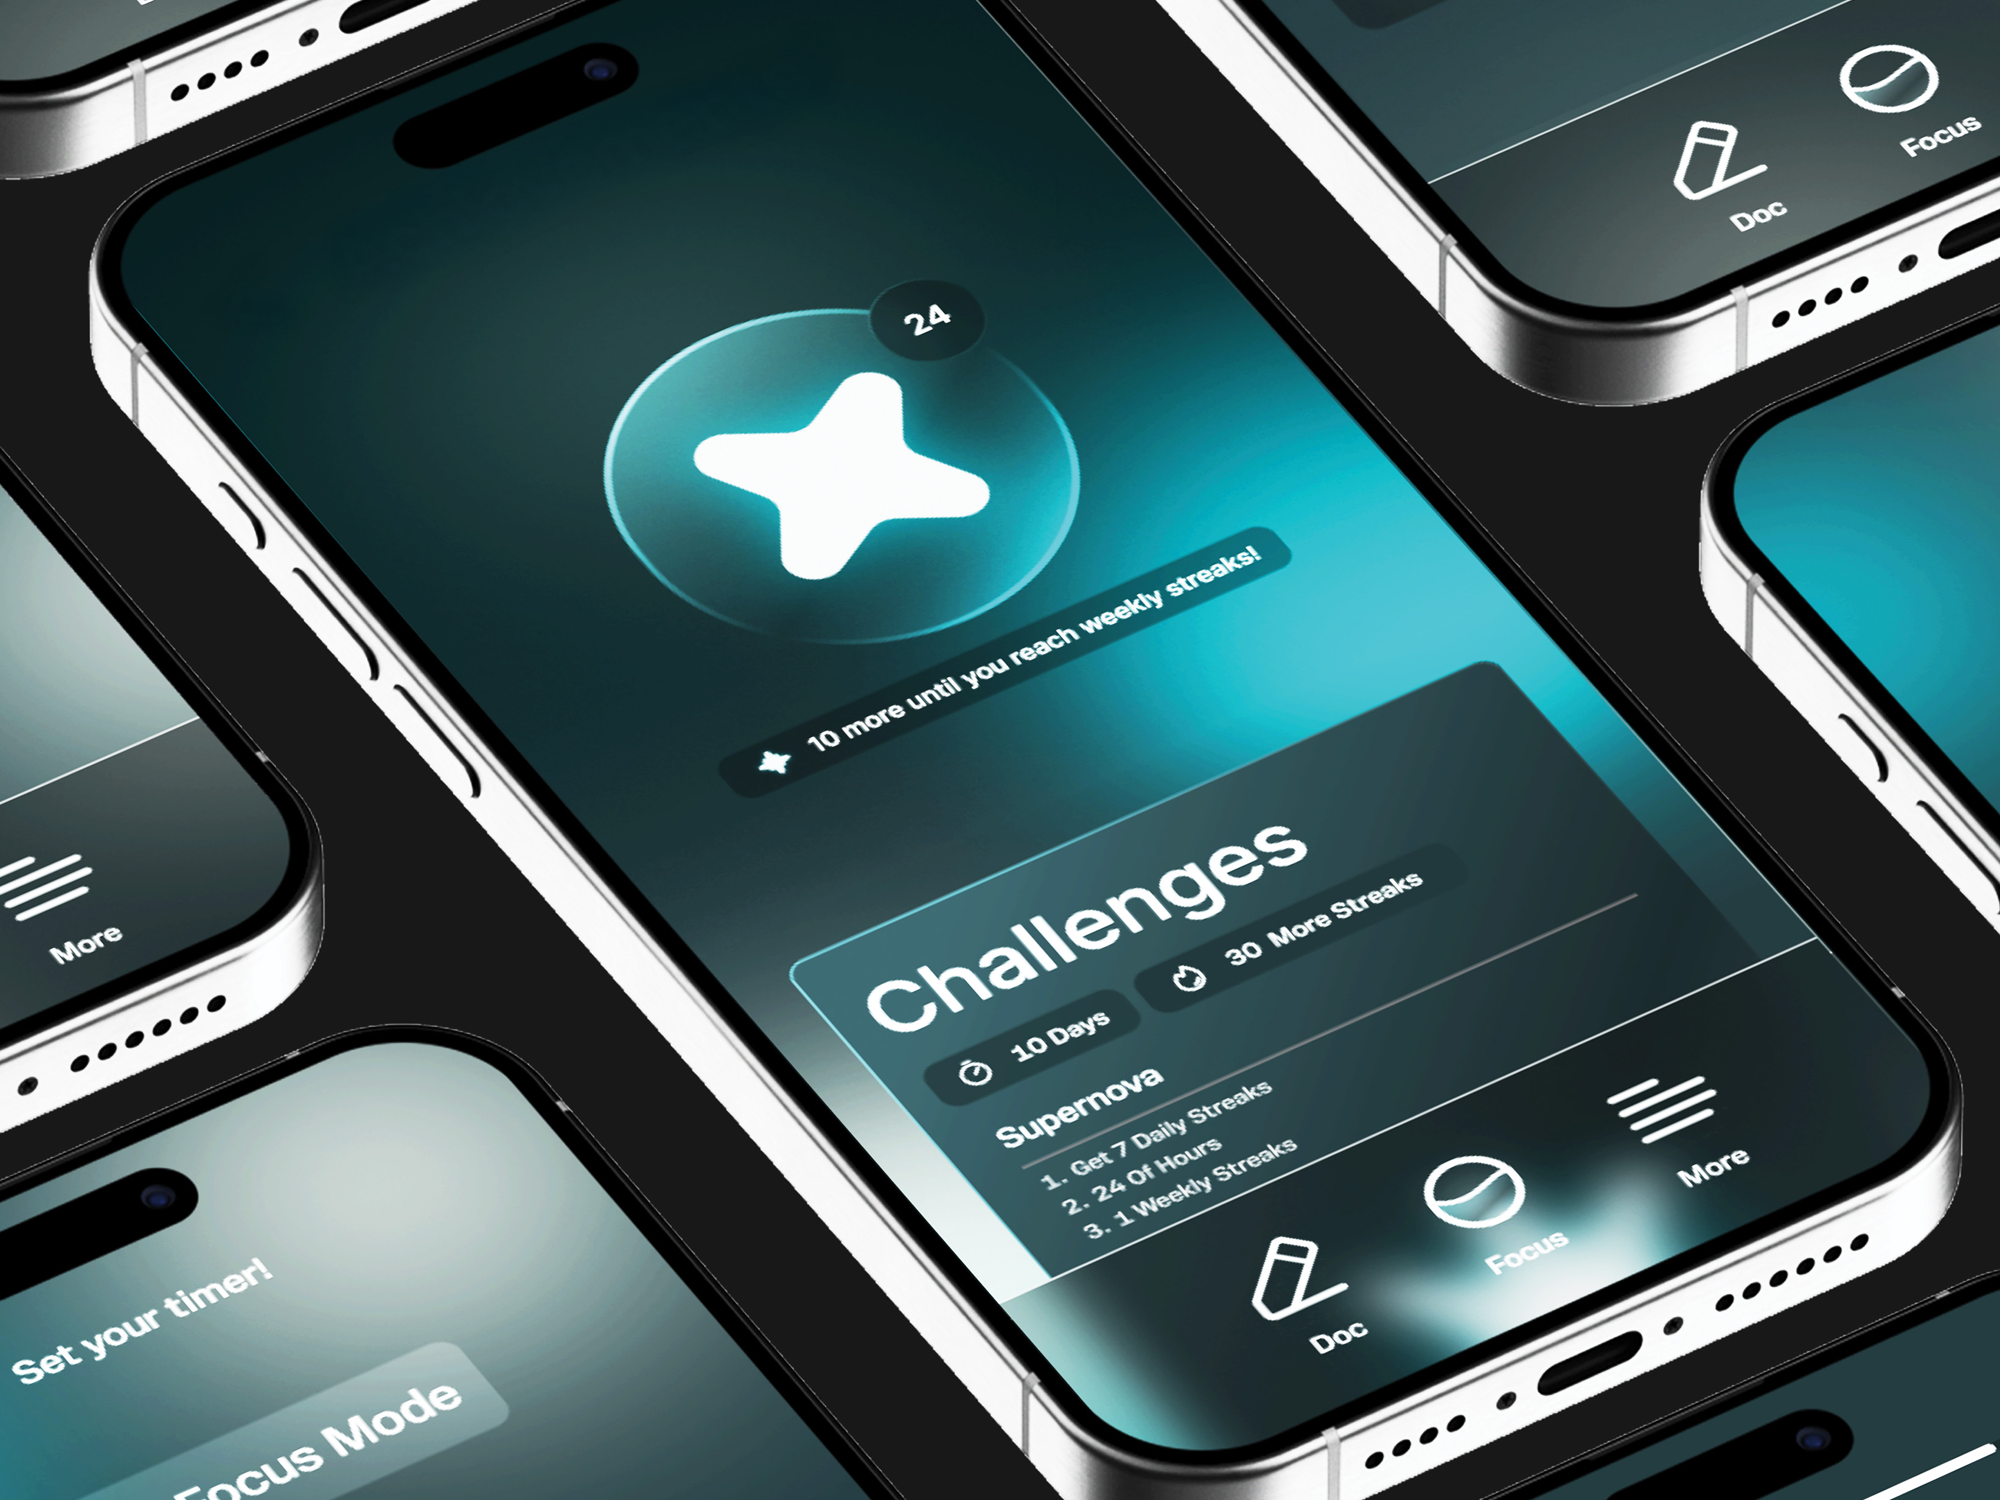 Focus
Doc
24
10 more until you reach weekly streaks!
Challenges
10 Days
30 More Streaks
Supernova
1. Get 7 Daily Streaks
2. 24 Of Hours
3. 1 Weekly Streaks
Doc
Focus
More
More
Set your timer!
Focus Mode